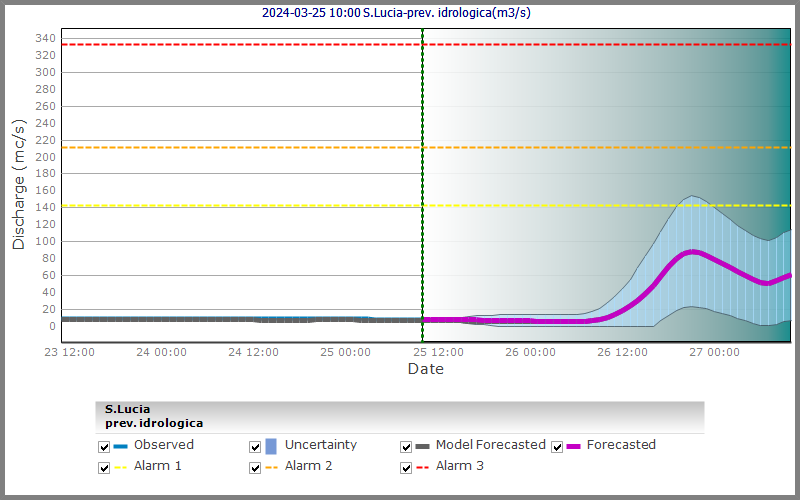 2024-03-25 10:00 S.Lucia-prev. idrologica(m3/s)
340
320
300
280
260
240
220
200
180
160
140
120
100
80
60
40
20
0
Discharge (mc/s)
23 12:00 24 00:00 24 12:00 25 00:00 25 12:00 26 00:00 26 12:00 27 00:00
Date
S.Lucia
prev. idrologica
Observed Uncertainty Model Forecasted Forecasted
Alarm 1 Alarm 2 Alarm 3